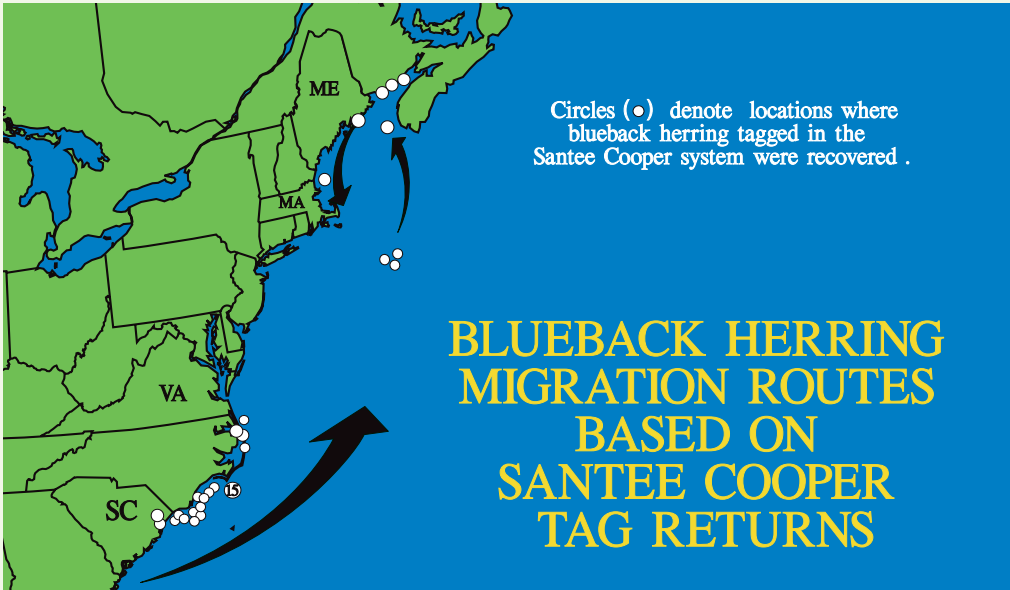 ME
Circles ( ) denote locations where
blueback herring tagged in the
Santee Cooper system were recovered .
MA
BLUEBACK HERRING
MIGRATION ROUTES
BASED ON
SANTEE COOPER
TAG RETURNS
VA
15
SC